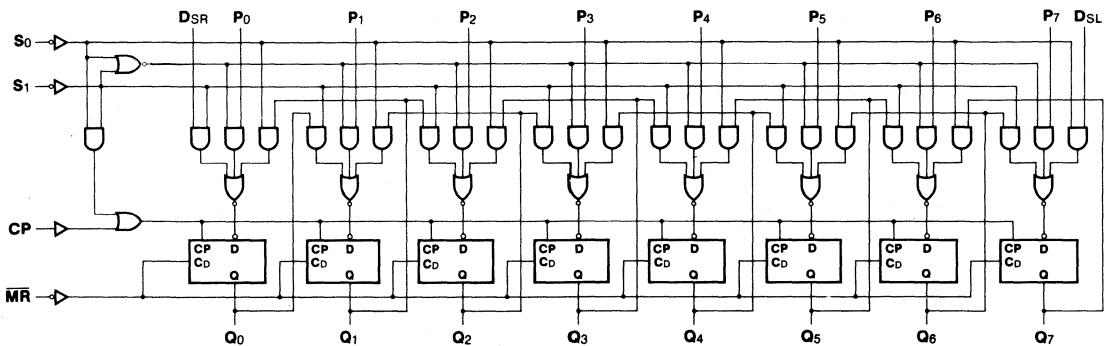 DSR P0 P1 P2 P3 P4 P5 P6 P7 DSL
S0
S1
CP
CP D CP D CP D CP D CP D CP D CP D CP D
CD CD CD CD CD CD CD CD
Q Q Q Q Q Q Q Q
MR
Q0 Q1 Q2 Q3 Q4 Q5 Q6 Q7